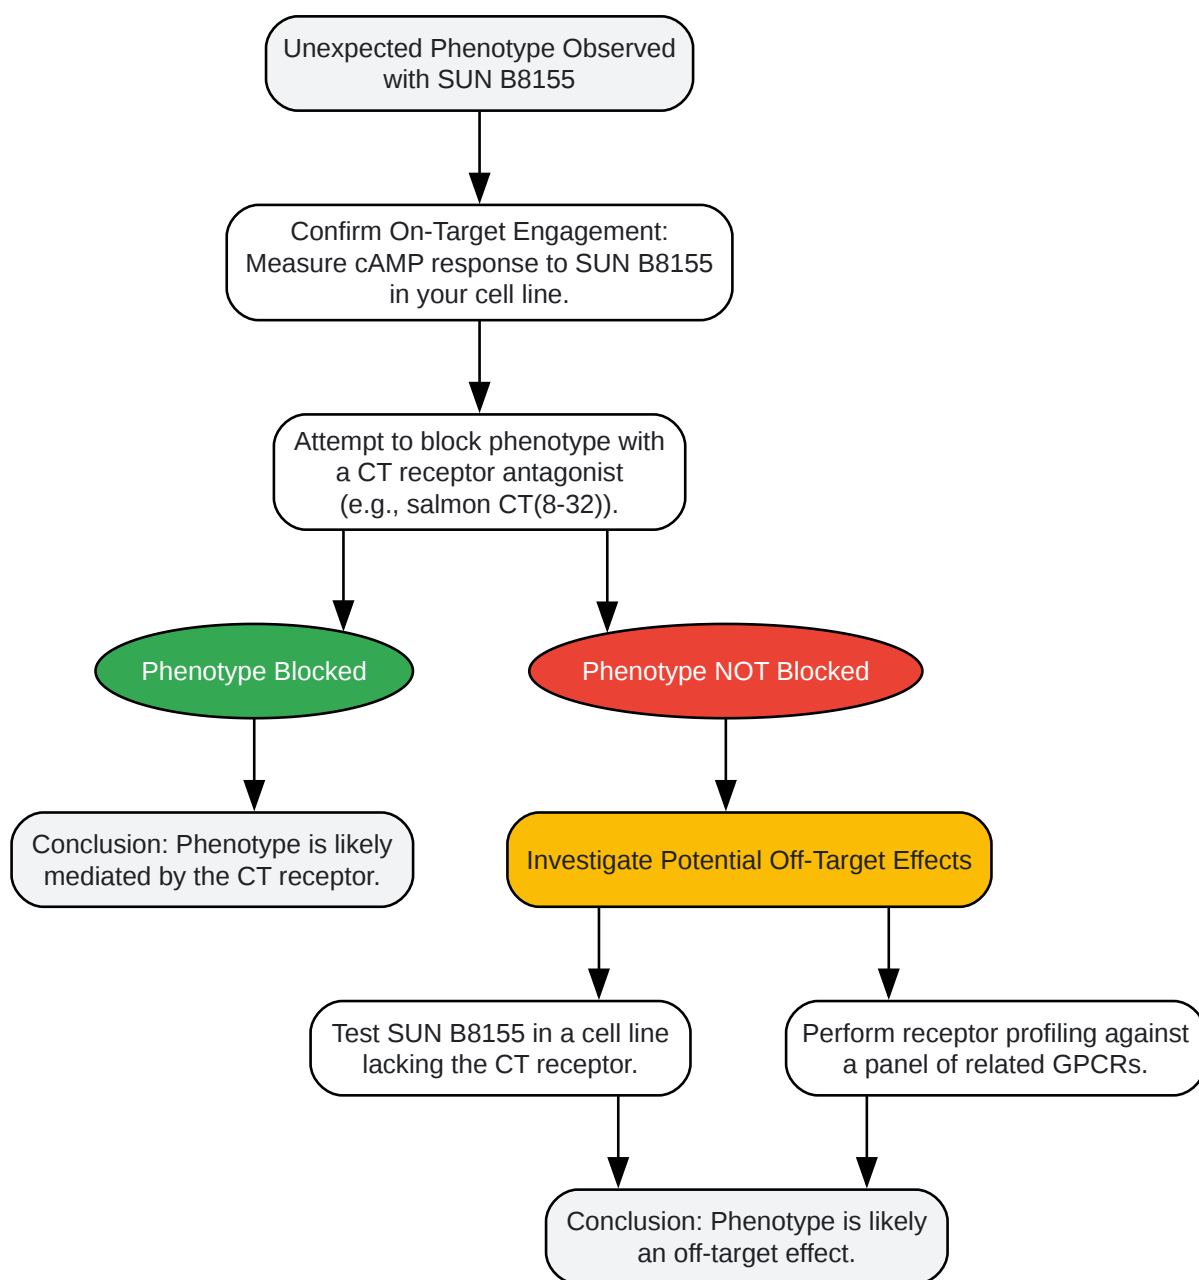 Unexpected Phenotype Observed
with SUN B8155
Confirm On-Target Engagement:
Measure cAMP response to SUN B8155
in your cell line.
Attempt to block phenotype with
a CT receptor antagonist
(e.g., salmon CT(8-32)).
Phenotype Blocked
Phenotype NOT Blocked
Conclusion: Phenotype is likely
mediated by the CT receptor.
Investigate Potential Off-Target Effects
Test SUN B8155 in a cell line
lacking the CT receptor.
Perform receptor profiling against
a panel of related GPCRs.
Conclusion: Phenotype is likely
an off-target effect.